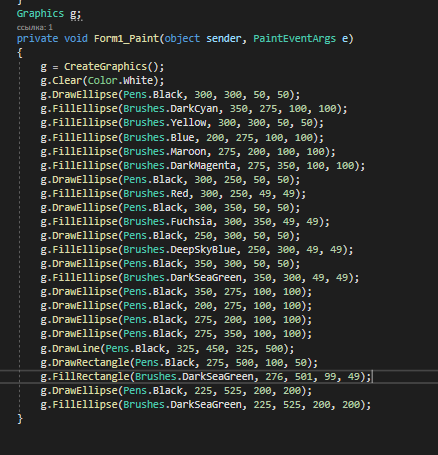 }
Graphics g;
ссылка: 1
private void Form1_Paint(object sender, PaintEventArgs e)
{
g = CreateGraphics();
g.Clear(Color.White);
g.DrawEllipse(Pens.Black, 300, 300, 50, 50);
g.FillEllipse(Brushes.DarkCyan, 350, 275, 100, 100);
g.FillEllipse(Brushes.Yellow, 300, 300, 50, 50);
g.FillEllipse(Brushes.Blue, 200, 275, 100, 100);
g.FillEllipse(Brushes.Maroon, 275, 200, 100, 100);
g.FillEllipse(Brushes.DarkMagenta, 275, 350, 100, 100);
g.DrawEllipse(Pens.Black, 300, 250, 50, 50);
g.FillEllipse(Brushes.Red, 300, 250, 49, 49);
g.DrawEllipse(Pens.Black, 300, 350, 50, 50);
g.FillEllipse(Brushes.Fuchsia, 300, 350, 49, 49);
g.DrawEllipse(Pens.Black, 250, 300, 50, 50);
g.FillEllipse(Brushes.DeepSkyBlue, 250, 300, 49, 49);
g.DrawEllipse(Pens.Black, 350, 300, 50, 50);
g.FillEllipse(Brushes.DarkSeaGreen, 350, 300, 49, 49);
g.DrawEllipse(Pens.Black, 350, 275, 100, 100);
g.DrawEllipse(Pens.Black, 200, 275, 100, 100);
g.DrawEllipse(Pens.Black, 275, 200, 100, 100);
g.DrawEllipse(Pens.Black, 275, 350, 100, 100);
g.DrawLine(Pens.Black, 325, 450, 325, 500);
g.DrawRectangle(Pens.Black, 275, 500, 100, 50);
g.FillRectangle(Brushes.DarkSeaGreen, 276, 501, 99, 49);
g.DrawEllipse(Pens.Black, 225, 525, 200, 200);
g.FillEllipse(Brushes.DarkSeaGreen, 225, 525, 200, 200);
}